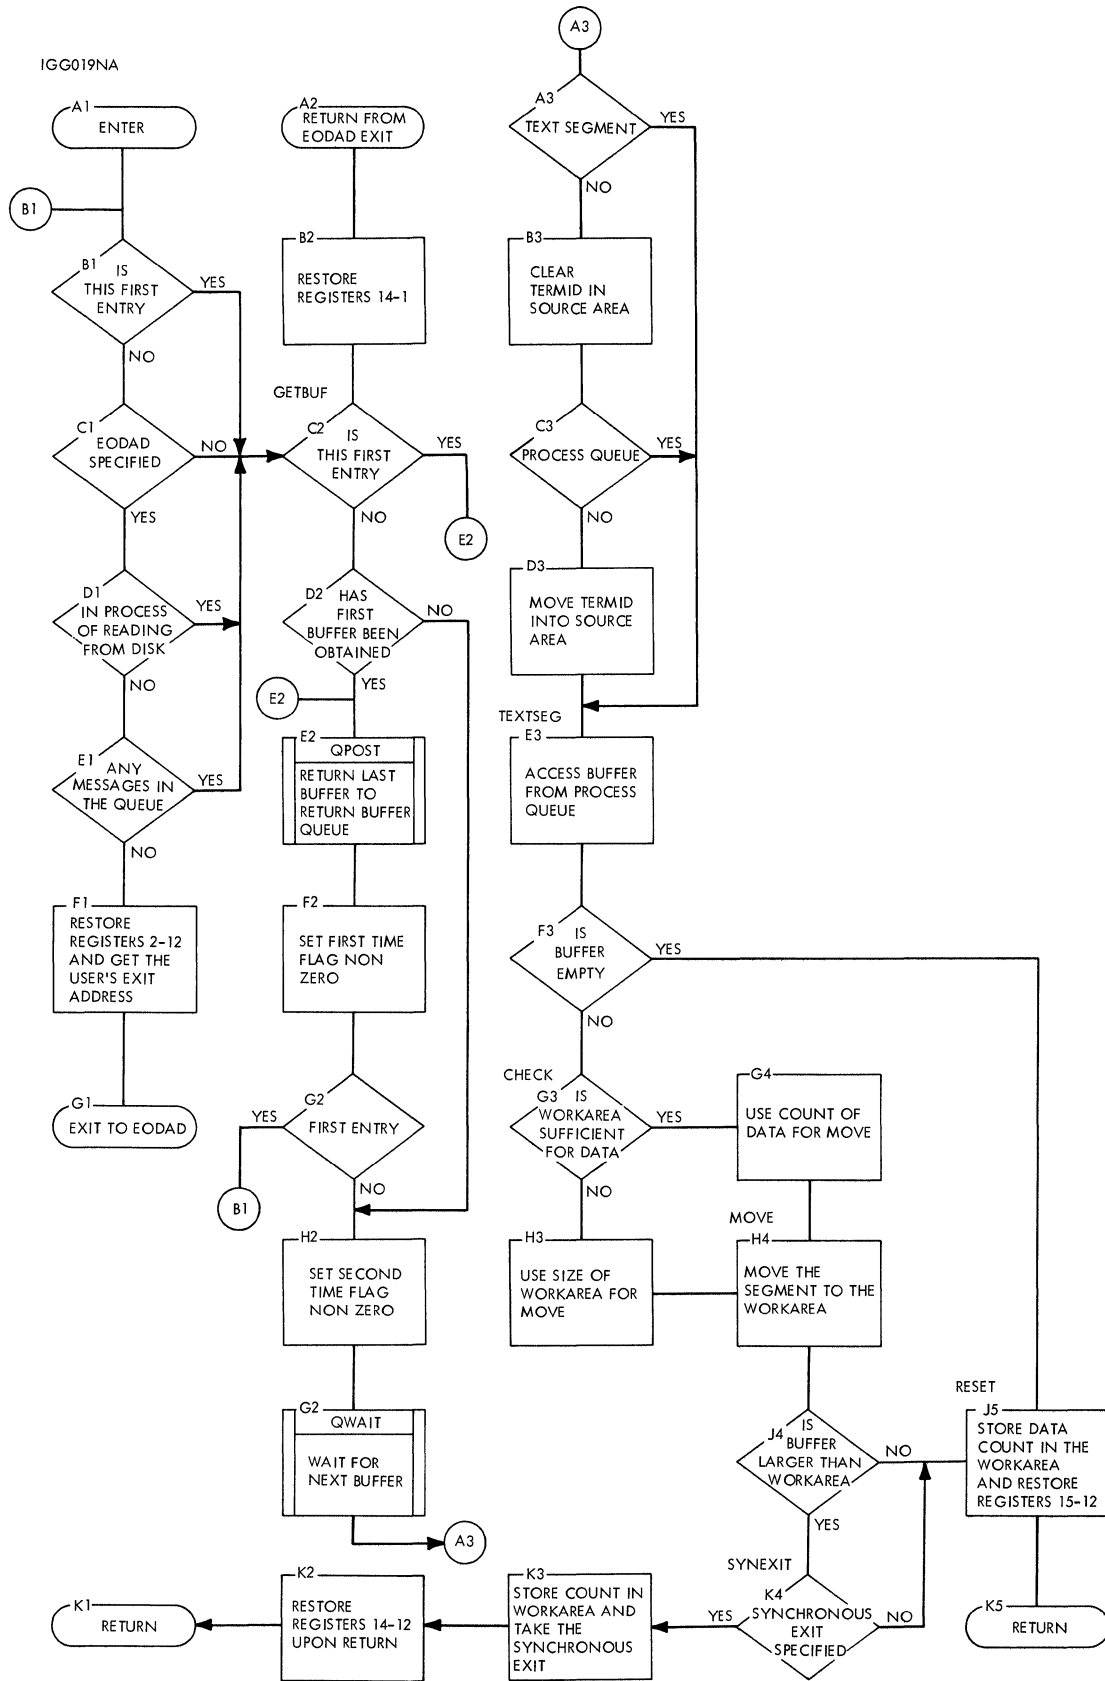 IGG019NA
A1
ENTER
B1
B1
IS
THIS FIRST
ENTRY
YES
NO
C1
EODAD
SPECIFIED
NO
YES
D1
IN PROCESS
OF READING
FROM DISK
YES
NO
E1
ANY
MESSAGES IN
THE QUEUE
YES
NO
F1
RESTORE
REGISTERS 2-12
AND GET THE
USER'S EXIT
ADDRESS
G1
EXIT TO EODAD
A2
RETURN FROM
EODAD EXIT
B2
RESTORE
REGISTERS 14-1
GETBUF
C2
IS
THIS FIRST
ENTRY
YES
E2
NO
D2
HAS
FIRST
BUFFER BEEN
OBTAINED
NO
YES
E2
E2
QPOST
RETURN LAST
BUFFER TO
RETURN BUFFER
QUEUE
F2
SET FIRST TIME
FLAG NON
ZERO
G2
FIRST ENTRY
YES
B1
NO
H2
SET SECOND
TIME FLAG
NON ZERO
G2
QWAIT
WAIT FOR
NEXT BUFFER
A3
A3
A3
TEXT SEGMENT
YES
NO
B3
CLEAR
TERMID IN
SOURCE AREA
C3
PROCESS QUEUE
YES
NO
D3
MOVE TERMID
INTO SOURCE
AREA
TEXTSEG
E3
ACCESS BUFFER
FROM PROCESS
QUEUE
F3
IS
BUFFER
EMPTY
YES
NO
CHECK
G3
IS
WORKAREA
SUFFICIENT
FOR DATA
YES
NO
G4
USE COUNT OF
DATA FOR MOVE
H3
USE SIZE OF
WORKAREA FOR
MOVE
MOVE
H4
MOVE THE
SEGMENT TO THE
WORKAREA
J4
IS
BUFFER
LARGER THAN
WORKAREA
NO
YES
RESET
J5
STORE DATA
COUNT IN THE
WORKAREA
AND RESTORE
REGISTERS 15-12
SYNEXIT
K4
SYNCHRONOUS
EXIT
SPECIFIED
NO
YES
K5
RETURN
K3
STORE COUNT IN
WORKAREA AND
TAKE THE
SYNCHRONOUS
EXIT
K2
RESTORE
REGISTERS 14-12
UPON RETURN
K1
RETURN